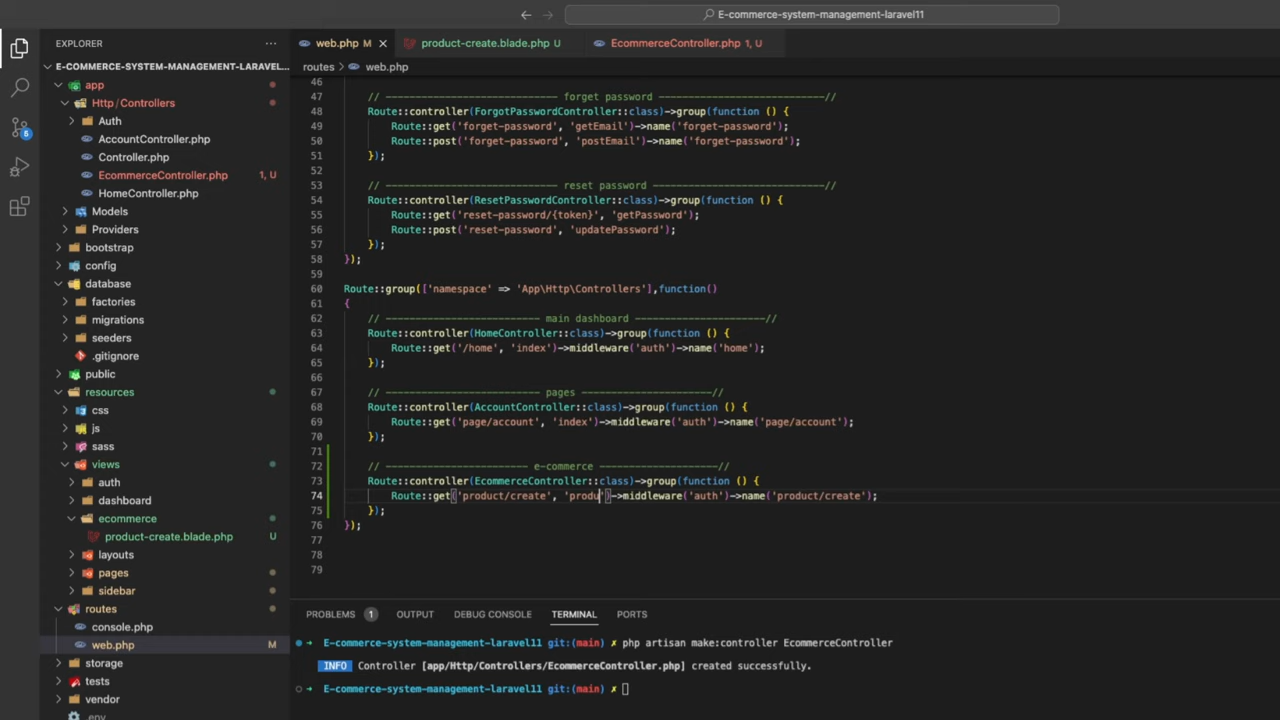 E-commerce-system-management-laravel11
EXPLORER
E-COMMERCE-SYSTEM-MANAGEMENT-LARAVEL...
app
Http / Controllers
Auth
AccountController.php
Controller.php
EcommerceController.php 1, U
HomeController.php
Models
Providers
bootstrap
config
database
factories
migrations
seeders
.gitignore
public
resources
css
js
sass
views
auth
dashboard
ecommerce
product-create.blade.php U
layouts
pages
sidebar
routes
console.php
web.php M
storage
tests
vendor
.env
5
web.php M
product-create.blade.php U
EcommerceController.php 1, U
routes > web.php
46
47 // ----------------------------- forget password -----------------------------//
48 Route::controller(ForgotPasswordController::class)->group(function () {
49 Route::get('forget-password', 'getEmail')->name('forget-password');
50 Route::post('forget-password', 'postEmail')->name('forget-password');
51 });
52
53 // ----------------------------- reset password -----------------------------//
54 Route::controller(ResetPasswordController::class)->group(function () {
55 Route::get('reset-password/{token}', 'getPassword');
56 Route::post('reset-password', 'updatePassword');
57 });
58 });
59
60 Route::group(['namespace' => 'App\Http\Controllers'],function()
61 {
62 // -------------------------- main dashboard ----------------------//
63 Route::controller(HomeController::class)->group(function () {
64 Route::get('/home', 'index')->middleware('auth')->name('home');
65 });
66
67 // -------------------------- pages ----------------------//
68 Route::controller(AccountController::class)->group(function () {
69 Route::get('page/account', 'index')->middleware('auth')->name('page/account');
70 });
71
72 // ------------------------ e-commerce --------------------//
73 Route::controller(EcommerceController::class)->group(function () {
74 Route::get('product/create', 'produ')->middleware('auth')->name('product/create');
75 });
76 });
77
78
79
PROBLEMS 1 OUTPUT DEBUG CONSOLE TERMINAL PORTS
E-commerce-system-management-laravel11 git:(main) ✗ php artisan make:controller EcommerceController
INFO Controller [app/Http/Controllers/EcommerceController.php] created successfully.
E-commerce-system-management-laravel11 git:(main) ✗